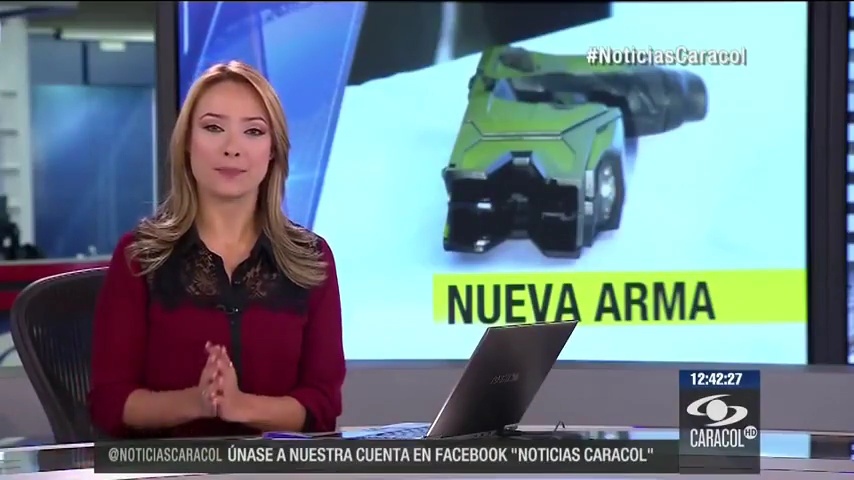 #NoticiasCaracol
NUEVA ARMA
12:42:27
CARACOL HD
@NOTICIASCARACOL ÚNASE A NUESTRA CUENTA EN FACEBOOK "NOTICIAS CARACOL"